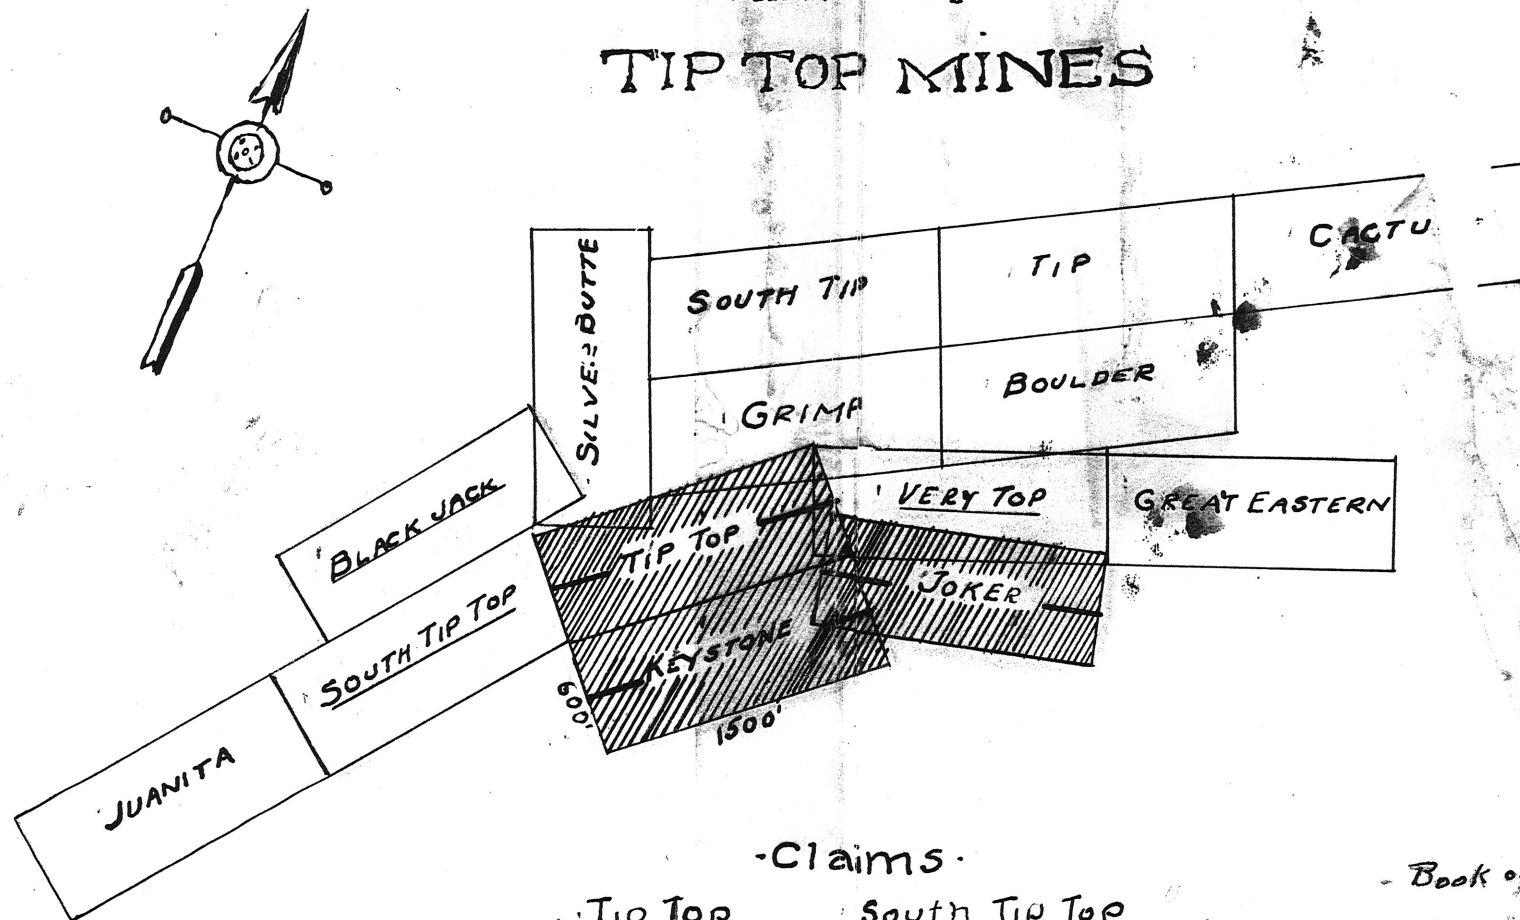 TIP TOP MINES
CACTU
TIP
SOUTH TIP
SILVER BUTTE
BOULDER
GRIMP
BLACK JACK
VERY TOP
GREAT EASTERN
TIP TOP
JOKER
SOUTH TIP TOP
KEYSTONE
600'
1500'
JUANITA
·Claims·
Book
Tip Top
South Tip Top